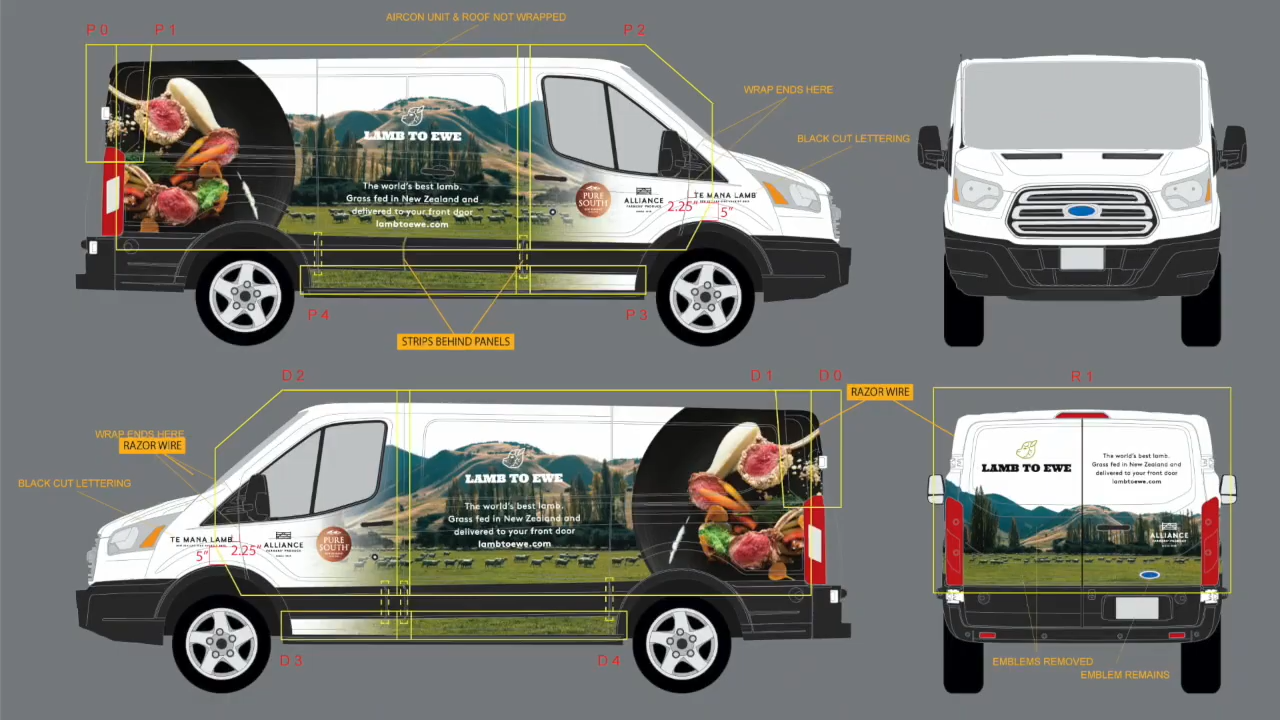 AIRCON UNIT & ROOF NOT WRAPPED
P 0
P 1
P 2
WRAP ENDS HERE
BLACK CUT LETTERING
LAMB TO EWE
The world's best lamb.
Grass fed in New Zealand and
delivered to your front door
lambtoewe.com
PURE
SOUTH
ALLIANCE
FARMERS' PRODUCE
TE MANA LAMB
2.25"
5"
P 4
P 3
STRIPS BEHIND PANELS
D 2
D 1
D 0
R 1
RAZOR WIRE
WRAP ENDS HERE
RAZOR WIRE
BLACK CUT LETTERING
LAMB TO EWE
The world's best lamb.
Grass fed in New Zealand and
delivered to your front door
lambtoewe.com
TE MANA LAMB
ALLIANCE
FARMERS' PRODUCE
PURE
SOUTH
5"
2.25"
D 3
D 4
LAMB TO EWE
The world's best lamb.
Grass fed in New Zealand and
delivered to your front door
lambtoewe.com
ALLIANCE
FARMERS' PRODUCE
EMBLEMS REMOVED
EMBLEM REMAINS